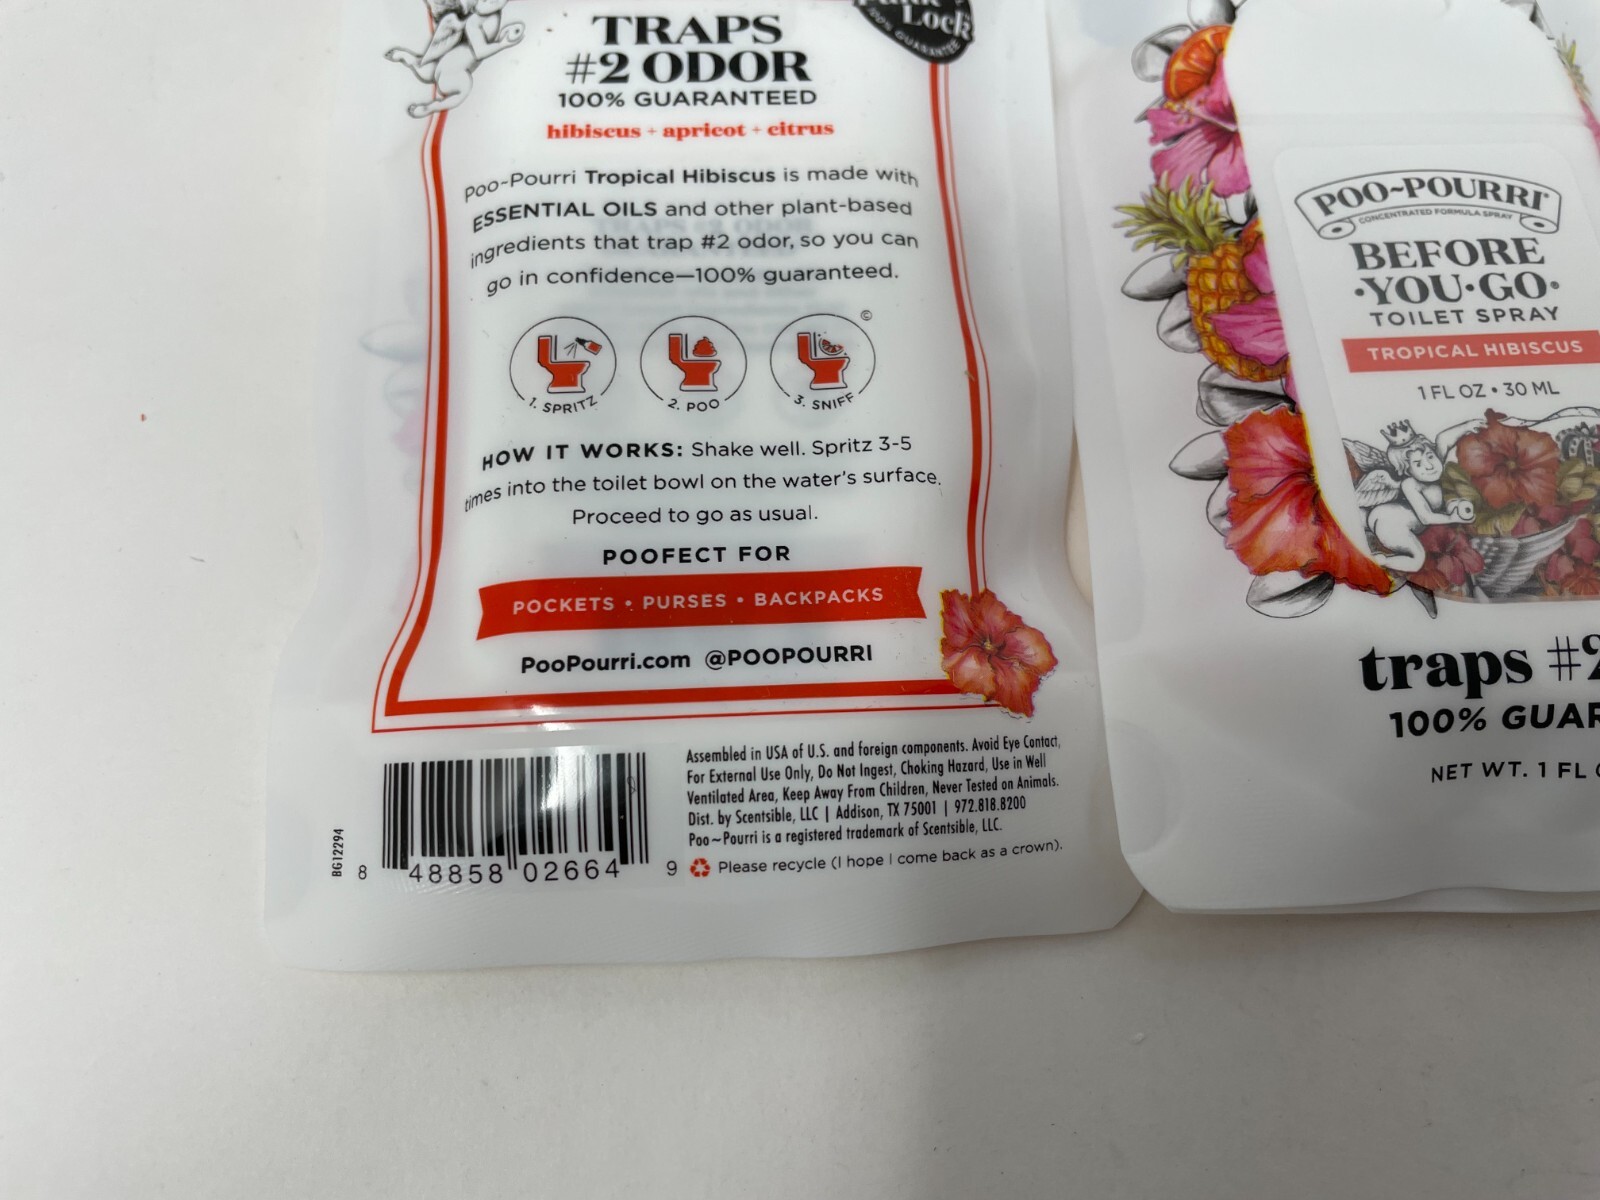 Lock
100% GUARANTEE
TRAPS
#2 ODOR
100% GUARANTEED
hibiscus + apricot + citrus
Poo-Pourri Tropical Hibiscus is made with
ESSENTIAL OILS and other plant-based
ingredients that trap #2 odor, so you can
go in confidence—100% guaranteed.
©
1. SPRITZ 2. POO 3. SNIFF
HOW IT WORKS: Shake well. Spritz 3-5
times into the toilet bowl on the water's surface.
Proceed to go as usual.
POOFECT FOR
POCKETS • PURSES • BACKPACKS
PooPourri.com @POOPOURRI
Assembled in USA of U.S. and foreign components. Avoid Eye Contact,
For External Use Only, Do Not Ingest, Choking Hazard, Use in Well
Ventilated Area, Keep Away From Children, Never Tested on Animals.
Dist. by Scentsible, LLC | Addison, TX 75001 | 972.818.8200
Poo~Pourri is a registered trademark of Scentsible, LLC.
Please recycle (I hope I come back as a crown).
BG12294
8 48858 02664 9
POO~POURRI®
CONCENTRATED FORMULA SPRAY
BEFORE
•YOU•GO•
TOILET SPRAY
TROPICAL HIBISCUS
1 FL OZ • 30 ML
traps #2
100% GUAR
NET WT. 1 FL